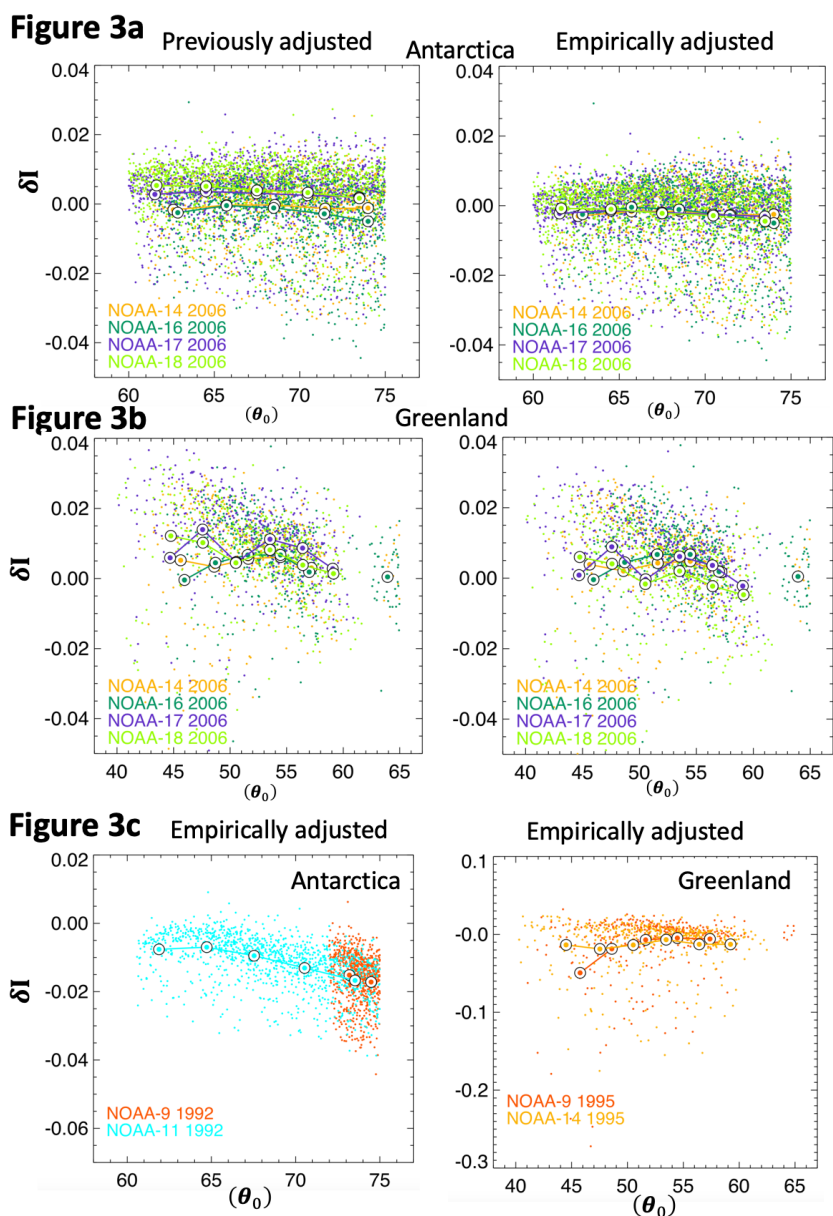 Figure 3a
Previously adjusted
Antarctica
Empirically adjusted
0.04
0.02
0.00
-0.02
-0.04
δI
NOAA-14 2006
NOAA-16 2006
NOAA-17 2006
NOAA-18 2006
60 65 70 75
(θ₀)
0.04
0.02
0.00
-0.02
-0.04
NOAA-14 2006
NOAA-16 2006
NOAA-17 2006
NOAA-18 2006
60 65 70 75
(θ₀)
Figure 3b
Greenland
0.04
0.02
0.00
-0.02
-0.04
δI
NOAA-14 2006
NOAA-16 2006
NOAA-17 2006
NOAA-18 2006
40 45 50 55 60 65
(θ₀)
0.04
0.02
0.00
-0.02
-0.04
NOAA-14 2006
NOAA-16 2006
NOAA-17 2006
NOAA-18 2006
40 45 50 55 60 65
(θ₀)
Figure 3c
Empirically adjusted
Empirically adjusted
0.02
0.00
-0.02
-0.04
-0.06
δI
Antarctica
NOAA-9 1992
NOAA-11 1992
60 65 70 75
(θ₀)
0.1
-0.0
-0.1
-0.2
-0.3
Greenland
NOAA-9 1995
NOAA-14 1995
40 45 50 55 60 65
(θ₀)